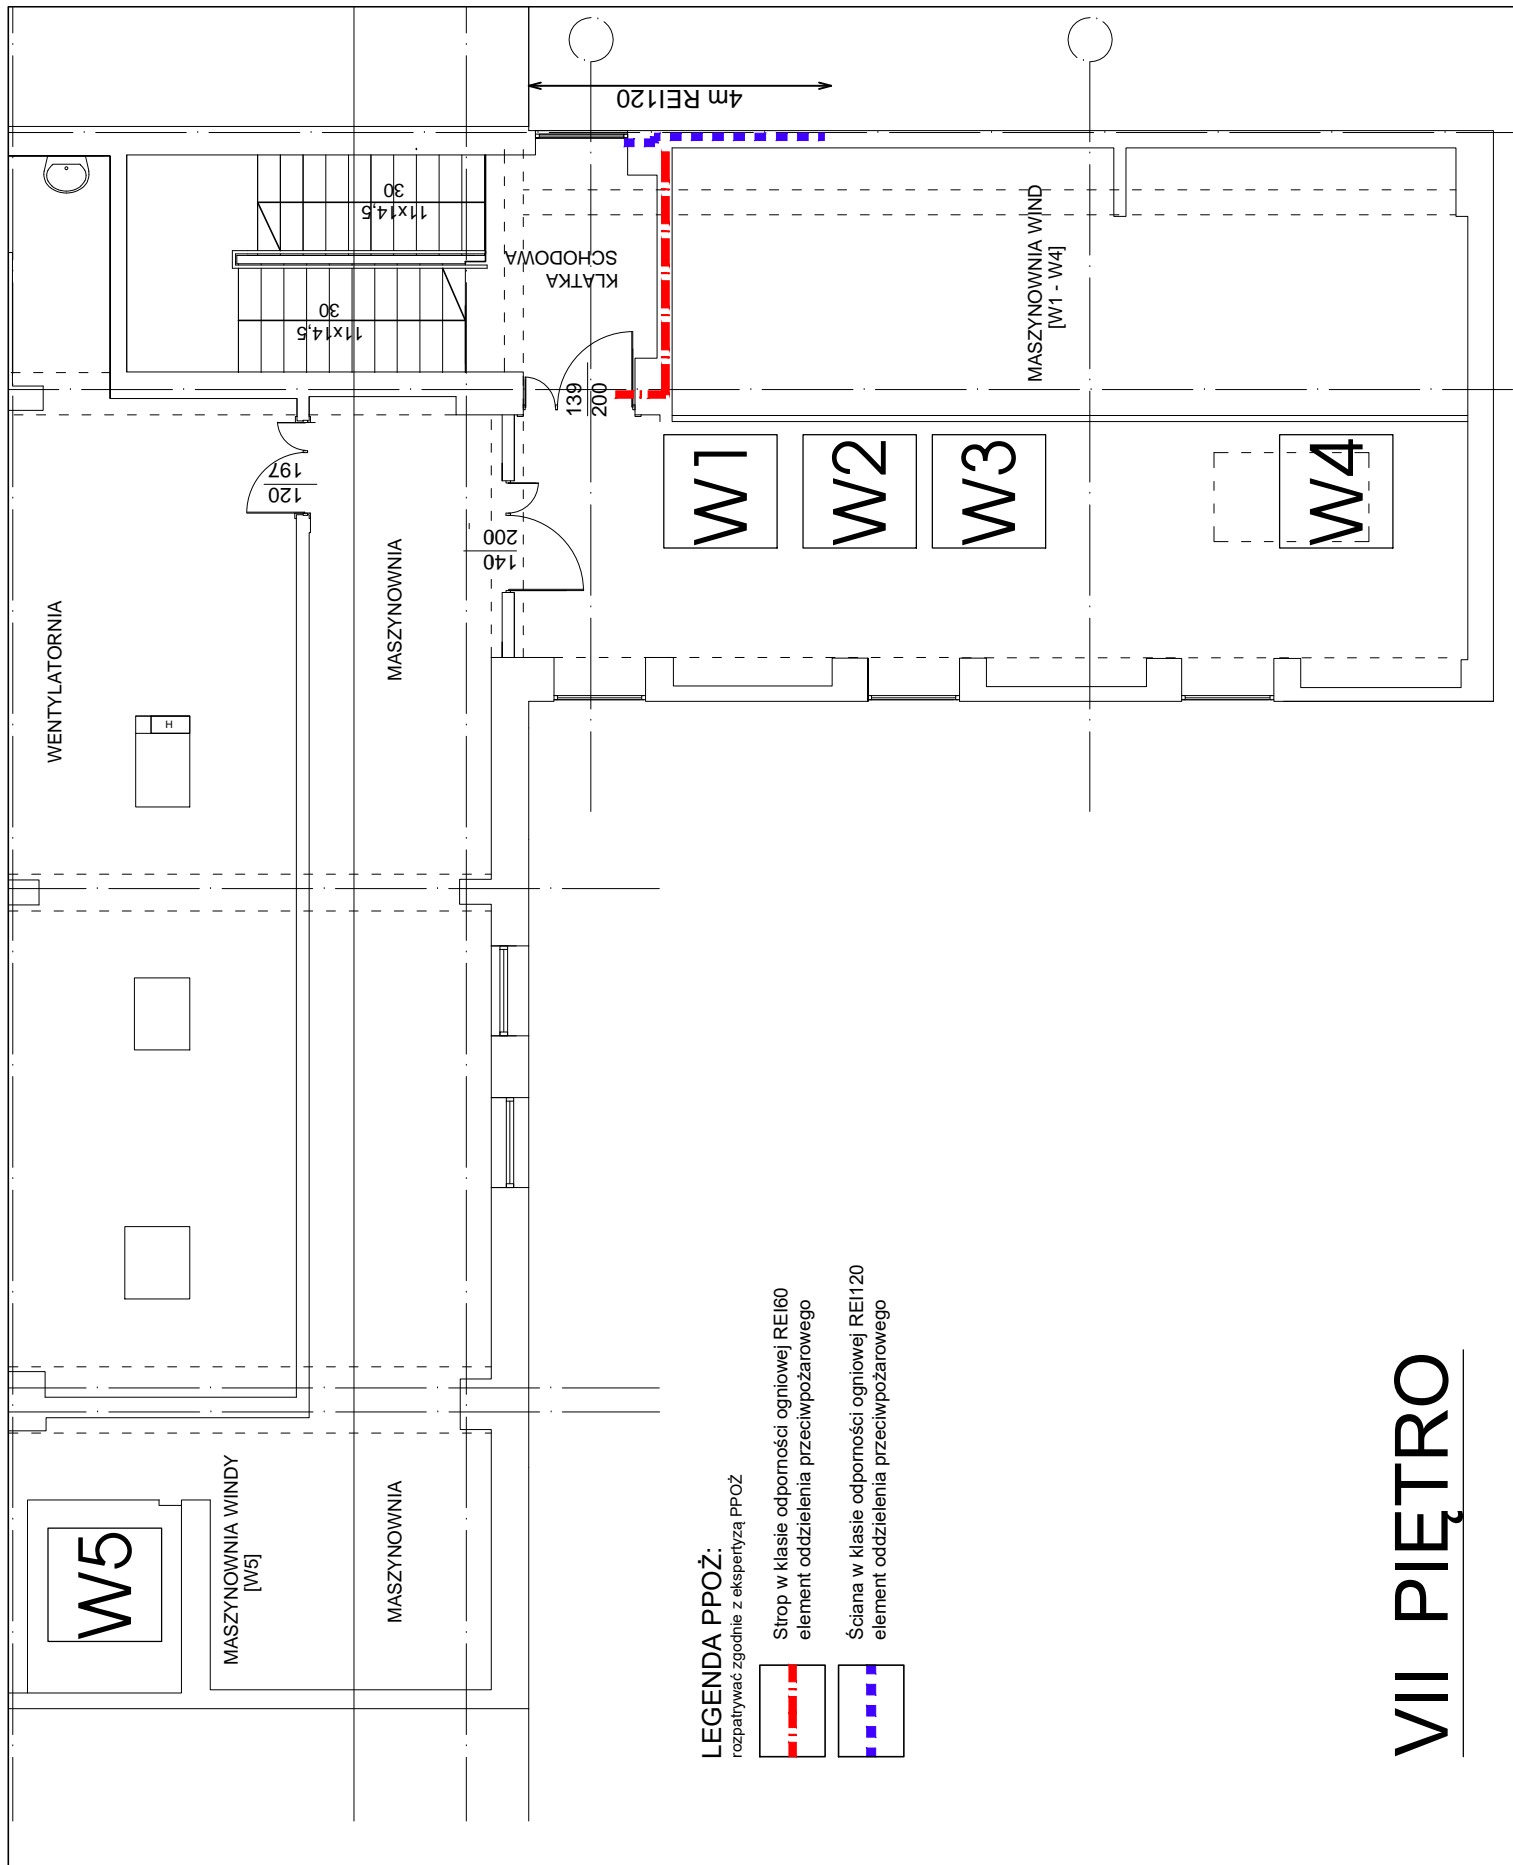 4m REI120
30
11x14,5
30
11x14,5
KLATKA
SCHODOWA
MASZYNOWNIA WIND
[W1 - W4]
139
200
120
197
140
200
W1
W2
W3
W4
WENTYLATORNIA
MASZYNOWNIA
H
W5
MASZYNOWNIA WINDY
[W5]
MASZYNOWNIA
LEGENDA PPOŻ:
rozpatrywać zgodnie z ekspertyzą PPOŻ
Strop w klasie odporności ogniowej REI60
element oddzielenia przeciwpożarowego
Ściana w klasie odporności ogniowej REI120
element oddzielenia przeciwpożarowego
VII PIĘTRO